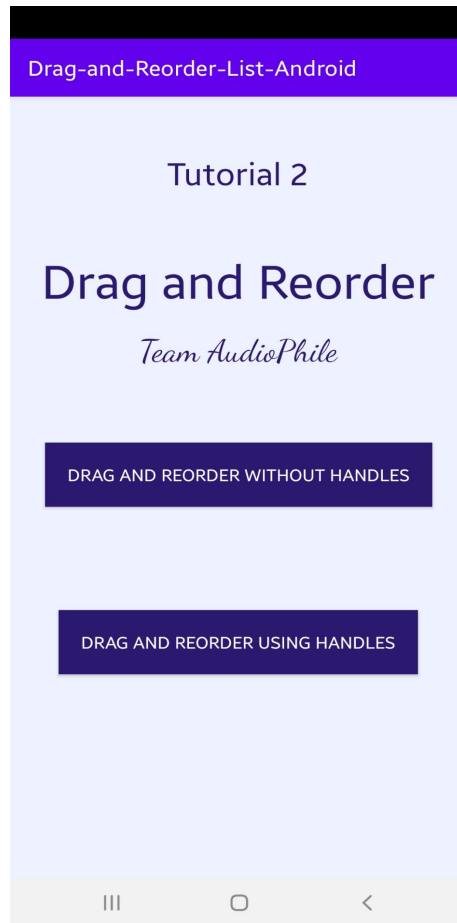 Drag-and-Reorder-List-Android
Tutorial 2
Drag and Reorder
Team AudioPhile
DRAG AND REORDER WITHOUT HANDLES
DRAG AND REORDER USING HANDLES